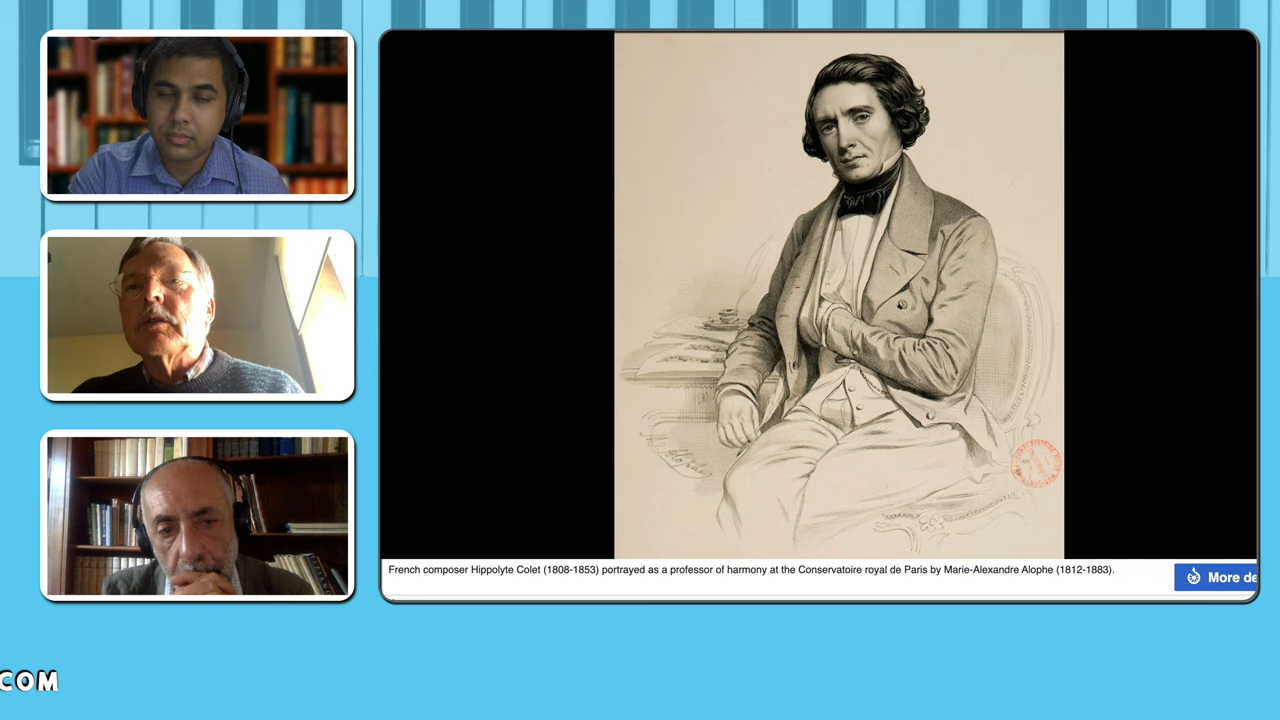 French composer Hippolyte Colet (1808-1853) portrayed as a professor of harmony at the Conservatoire royal de Paris by Marie-Alexandre Alophe (1812-1883).
More de
COM